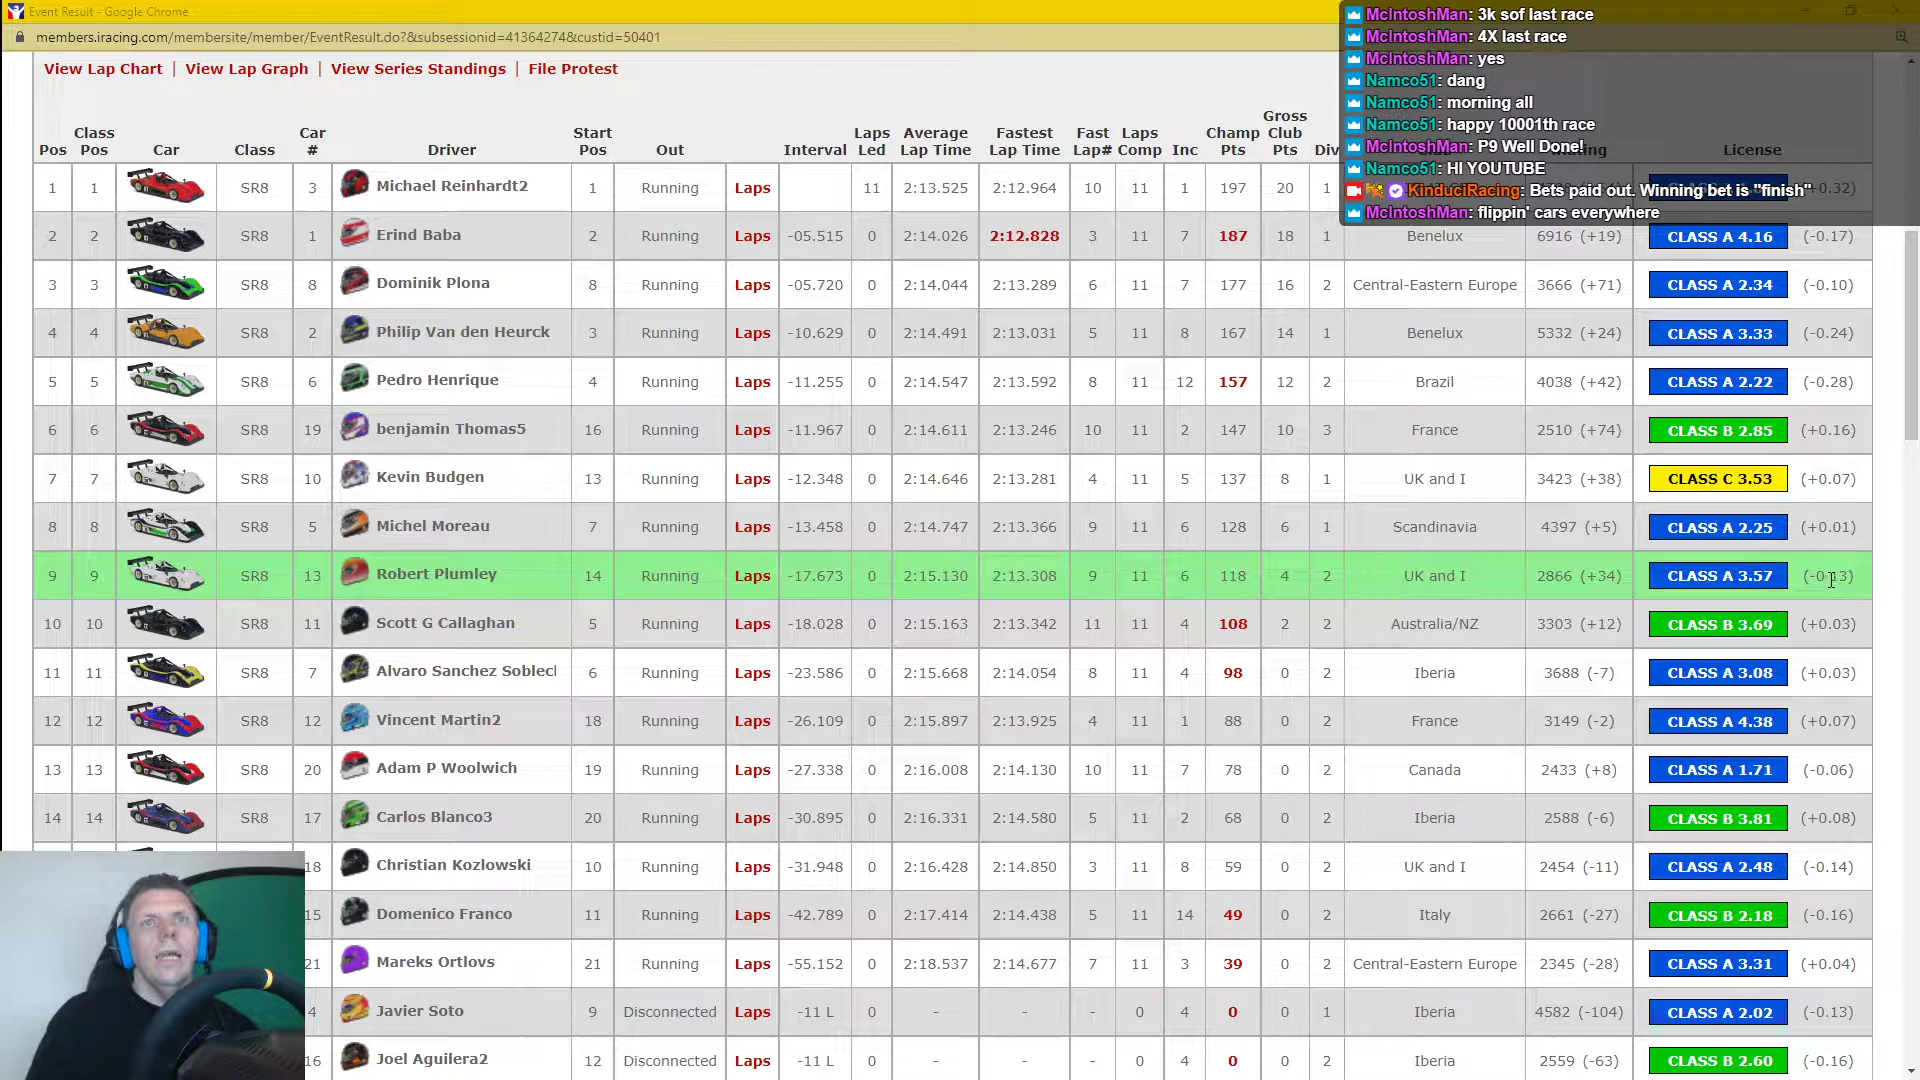 Event Result - Google Chrome
members.iracing.com/membersite/member/EventResult.do?&subsessionid=41364274&custid=50401
View Lap Chart | View Lap Graph | View Series Standings | File Protest
McIntoshMan: 3k sof last race
McIntoshMan: 4X last race
McIntoshMan: yes
Namco51: dang
Namco51: morning all
Namco51: happy 10001th race
McIntoshMan: P9 Well Done!
Namco51: HI YOUTUBE
KinduciRacing: Bets paid out. Winning bet is "finish"
McIntoshMan: flippin' cars everywhere
Pos Class Pos Car Class Car # Driver Start Pos Out Interval Laps Led Average Lap Time Fastest Lap Time Fast Lap# Laps Comp Inc Champ Pts Gross Club Pts Div License
1 1 SR8 3 Michael Reinhardt2 1 Running Laps 11 2:13.525 2:12.964 10 11 1 197 20 1
2 2 SR8 1 Erind Baba 2 Running Laps -05.515 0 2:14.026 2:12.828 3 11 7 187 18 1 Benelux 6916 (+19) CLASS A 4.16 (-0.17)
3 3 SR8 8 Dominik Plona 8 Running Laps -05.720 0 2:14.044 2:13.289 6 11 7 177 16 2 Central-Eastern Europe 3666 (+71) CLASS A 2.34 (-0.10)
4 4 SR8 2 Philip Van den Heurck 3 Running Laps -10.629 0 2:14.491 2:13.031 5 11 8 167 14 1 Benelux 5332 (+24) CLASS A 3.33 (-0.24)
5 5 SR8 6 Pedro Henrique 4 Running Laps -11.255 0 2:14.547 2:13.592 8 11 12 157 12 2 Brazil 4038 (+42) CLASS A 2.22 (-0.28)
6 6 SR8 19 benjamin Thomas5 16 Running Laps -11.967 0 2:14.611 2:13.246 10 11 2 147 10 3 France 2510 (+74) CLASS B 2.85 (+0.16)
7 7 SR8 10 Kevin Budgen 13 Running Laps -12.348 0 2:14.646 2:13.281 4 11 5 137 8 1 UK and I 3423 (+38) CLASS C 3.53 (+0.07)
8 8 SR8 5 Michel Moreau 7 Running Laps -13.458 0 2:14.747 2:13.366 9 11 6 128 6 1 Scandinavia 4397 (+5) CLASS A 2.25 (+0.01)
9 9 SR8 13 Robert Plumley 14 Running Laps -17.673 0 2:15.130 2:13.308 9 11 6 118 4 2 UK and I 2866 (+34) CLASS A 3.57 (-0.13)
10 10 SR8 11 Scott G Callaghan 5 Running Laps -18.028 0 2:15.163 2:13.342 11 11 4 108 2 2 Australia/NZ 3303 (+12) CLASS B 3.69 (+0.03)
11 11 SR8 7 Alvaro Sanchez Soblecl 6 Running Laps -23.586 0 2:15.668 2:14.054 8 11 4 98 0 2 Iberia 3688 (-7) CLASS A 3.08 (+0.03)
12 12 SR8 12 Vincent Martin2 18 Running Laps -26.109 0 2:15.897 2:13.925 4 11 1 88 0 2 France 3149 (-2) CLASS A 4.38 (+0.07)
13 13 SR8 20 Adam P Woolwich 19 Running Laps -27.338 0 2:16.008 2:14.130 10 11 7 78 0 2 Canada 2433 (+8) CLASS A 1.71 (-0.06)
14 14 SR8 17 Carlos Blanco3 20 Running Laps -30.895 0 2:16.331 2:14.580 5 11 2 68 0 2 Iberia 2588 (-6) CLASS B 3.81 (+0.08)
18 Christian Kozlowski 10 Running Laps -31.948 0 2:16.428 2:14.850 3 11 8 59 0 2 UK and I 2454 (-11) CLASS A 2.48 (-0.14)
15 Domenico Franco 11 Running Laps -42.789 0 2:17.414 2:14.438 5 11 14 49 0 2 Italy 2661 (-27) CLASS B 2.18 (-0.16)
21 Mareks Ortlovs 21 Running Laps -55.152 0 2:18.537 2:14.677 7 11 3 39 0 2 Central-Eastern Europe 2345 (-28) CLASS A 3.31 (+0.04)
4 Javier Soto 9 Disconnected Laps -11 L 0 - - - 0 4 0 0 1 Iberia 4582 (-104) CLASS A 2.02 (-0.13)
16 Joel Aguilera2 12 Disconnected Laps -11 L 0 - - - 0 4 0 0 2 Iberia 2559 (-63) CLASS B 2.60 (-0.16)